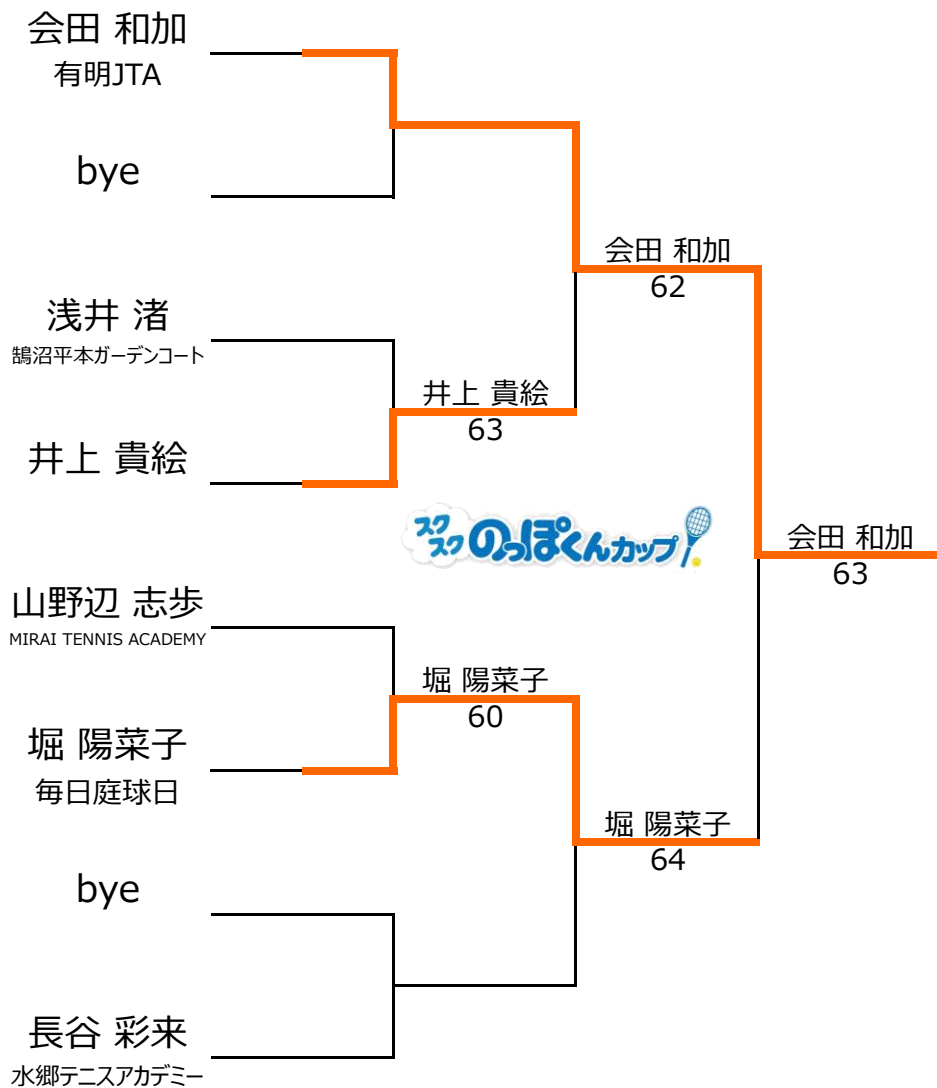 会田 和加
有明JTA
bye
会田 和加
62
浅井 渚
鵠沼平本ガーデンコート
井上 貴絵
63
井上 貴絵
スクスク のっぽくんカップ
会田 和加
63
山野辺 志歩
MIRAI TENNIS ACADEMY
堀 陽菜子
60
堀 陽菜子
毎日庭球日
堀 陽菜子
64
bye
長谷 彩来
水郷テニスアカデミー